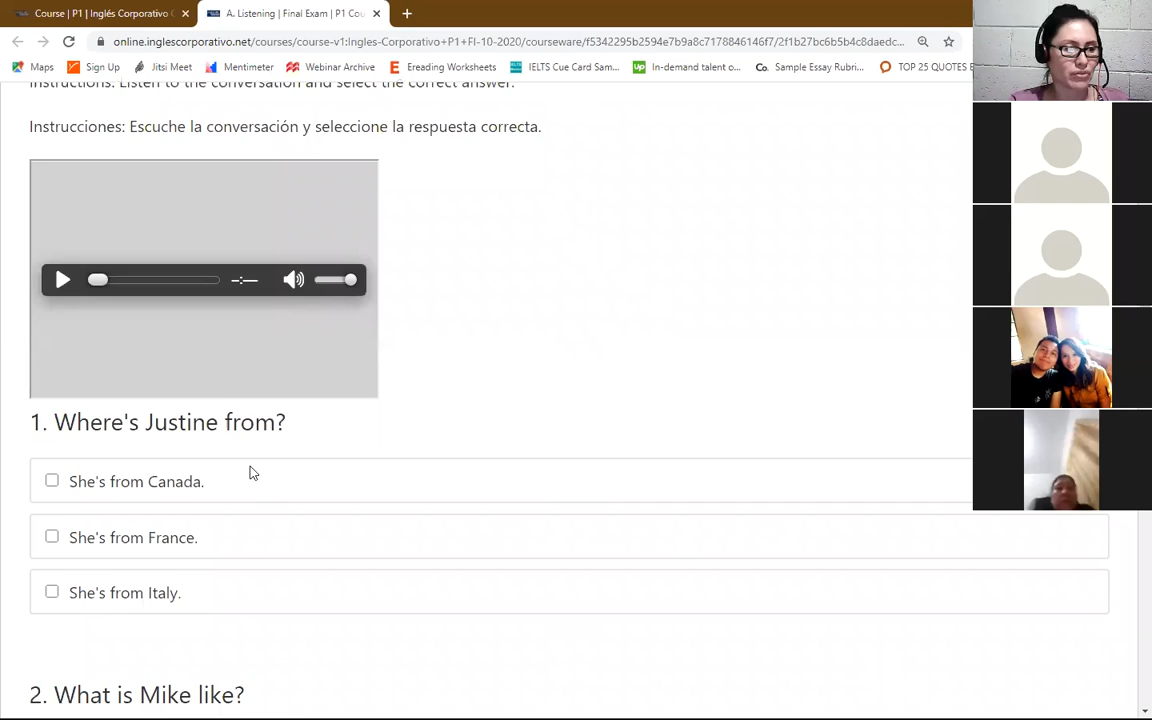 Course | P1 | Inglés Corporativo
A. Listening | Final Exam | P1 Cou
online.inglescorporativo.net/courses/course-v1:Ingles-Corporativo+P1+FI-10-2020/courseware/f5342295b2594e7b9a8c7178846146f7/2f1b27bc6b5b4c8daedc...
Maps Sign Up Jitsi Meet Mentimeter Webinar Archive Ereading Worksheets IELTS Cue Card Sam... In-demand talent o... Co. Sample Essay Rubri... TOP 25 QUOTES
Instructions: Listen to the conversation and select the correct answer.
Instrucciones: Escuche la conversación y seleccione la respuesta correcta.
-:--
1. Where's Justine from?
She's from Canada.
She's from France.
She's from Italy.
2. What is Mike like?